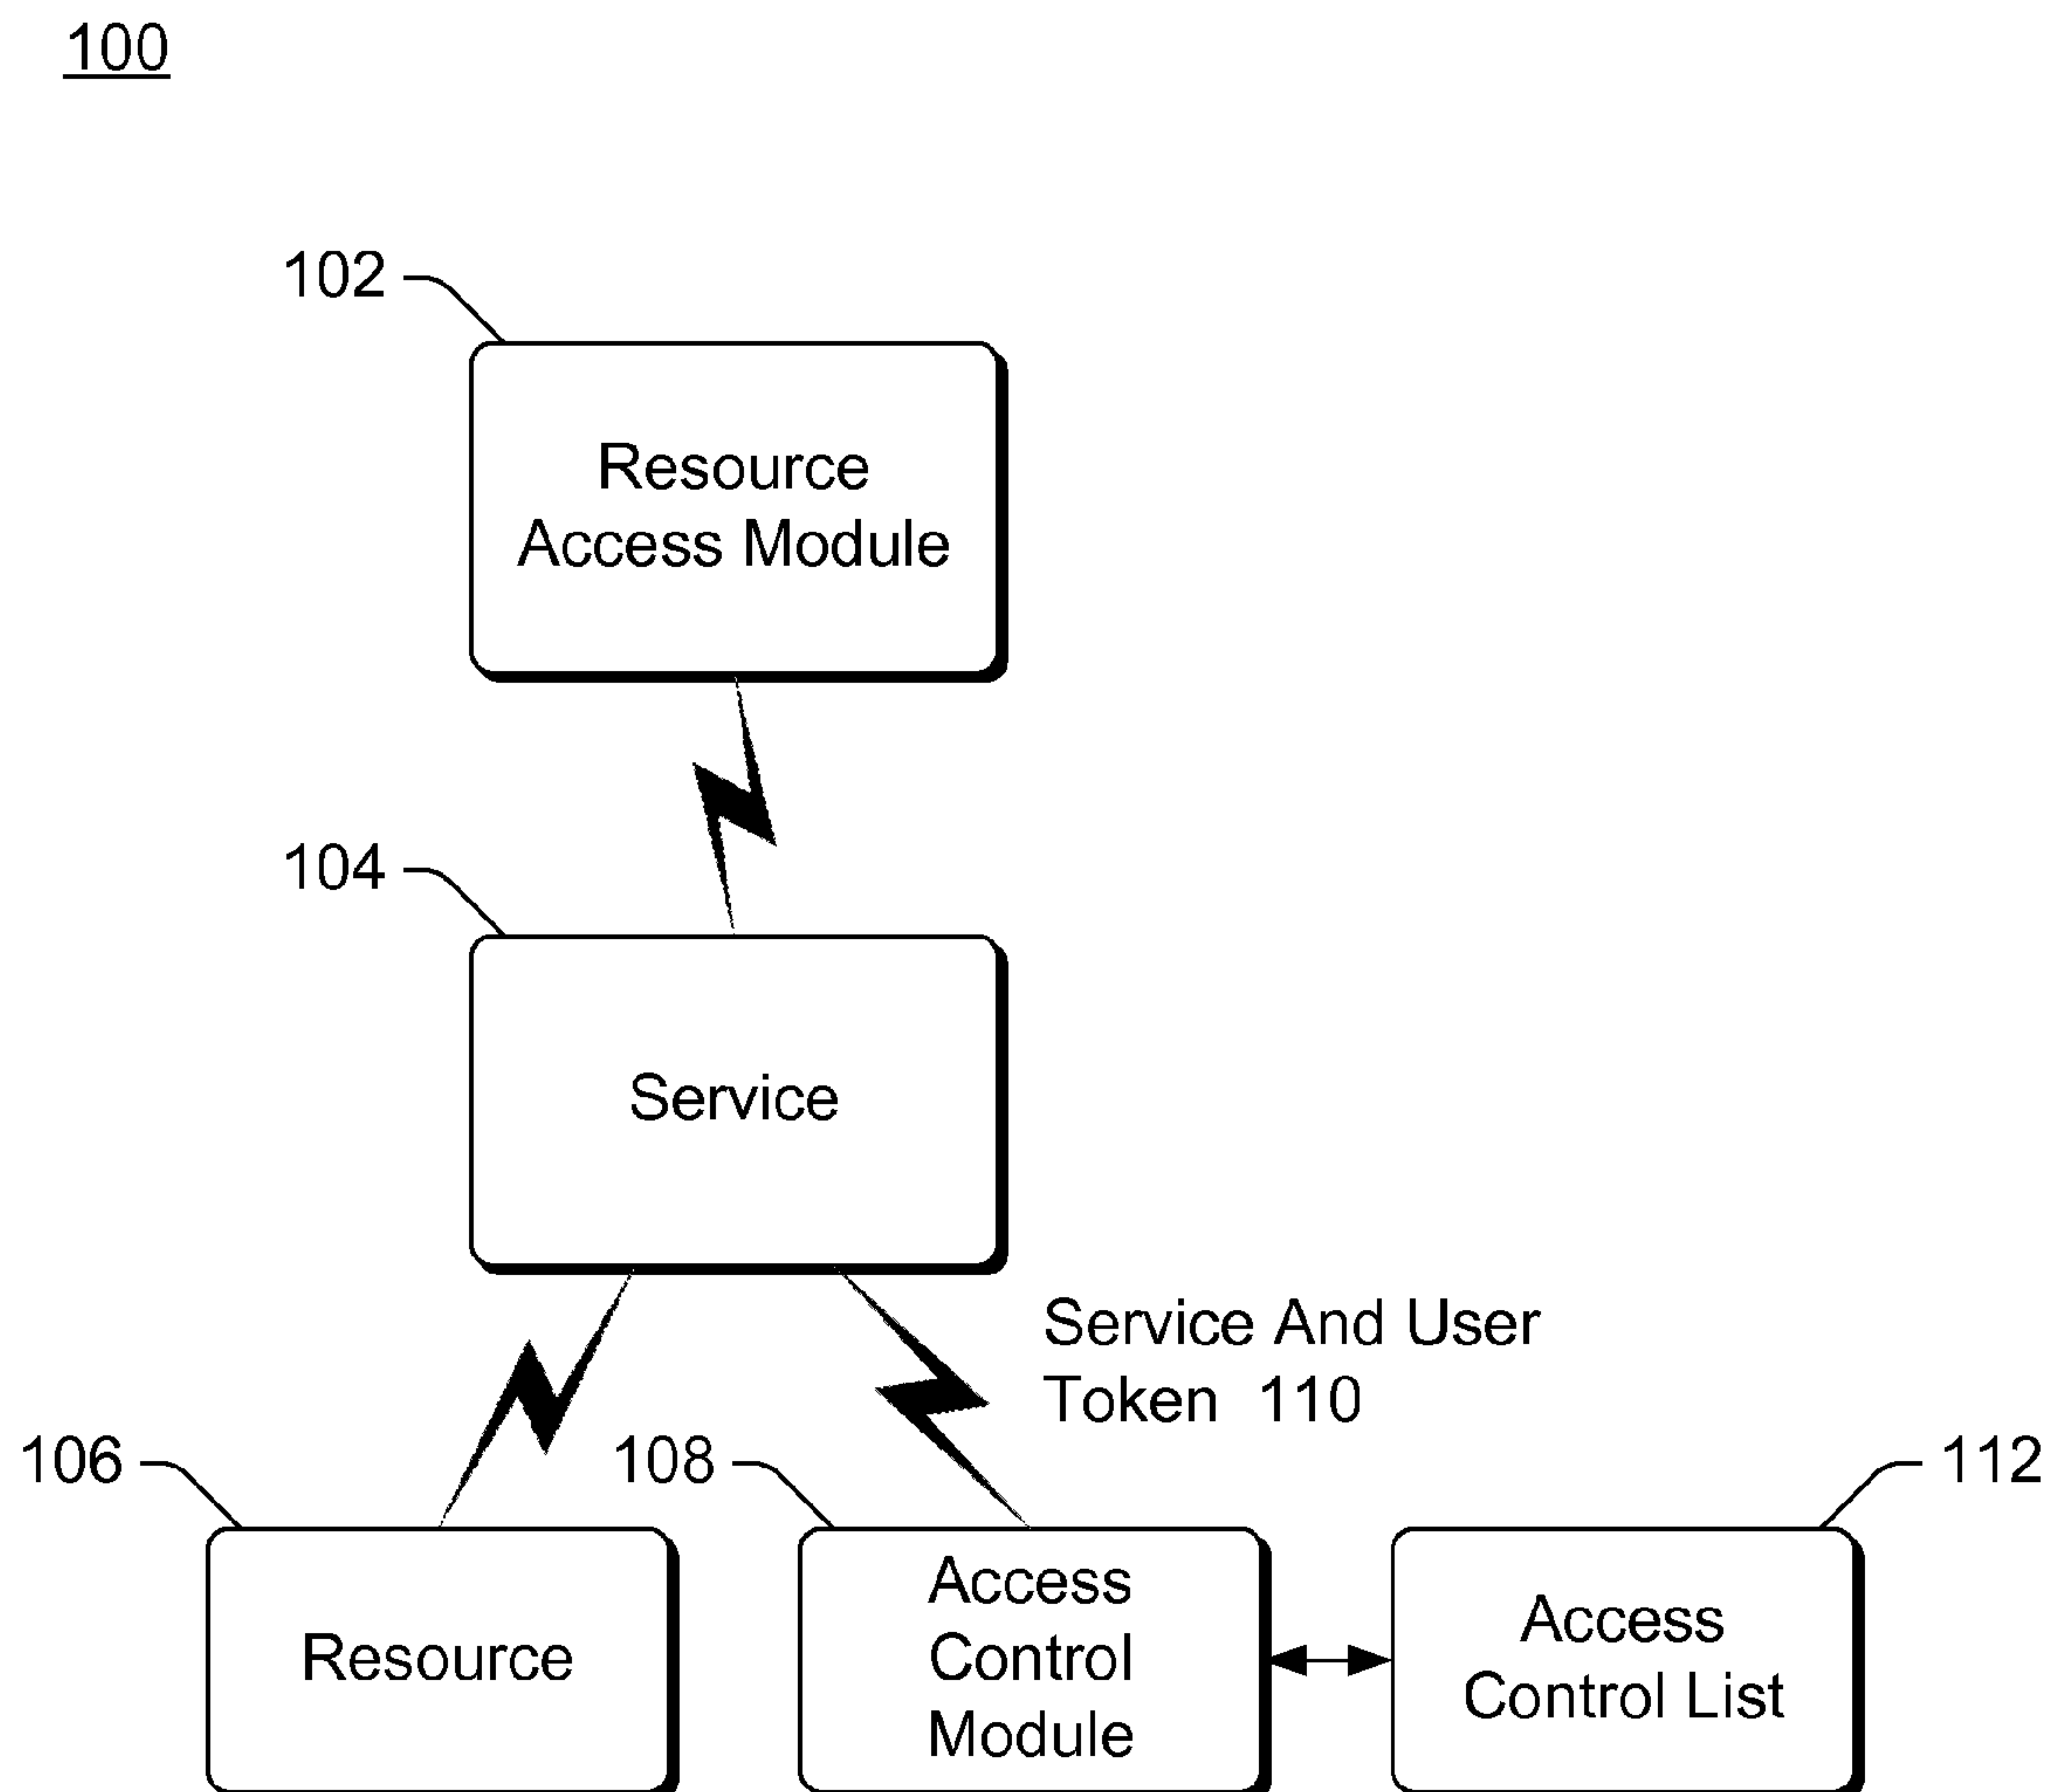 100
102
Resource
Access Module
104
Service
Service And User
Token 110
106
108
112
Resource
Access
Control
Module
Access
Control List